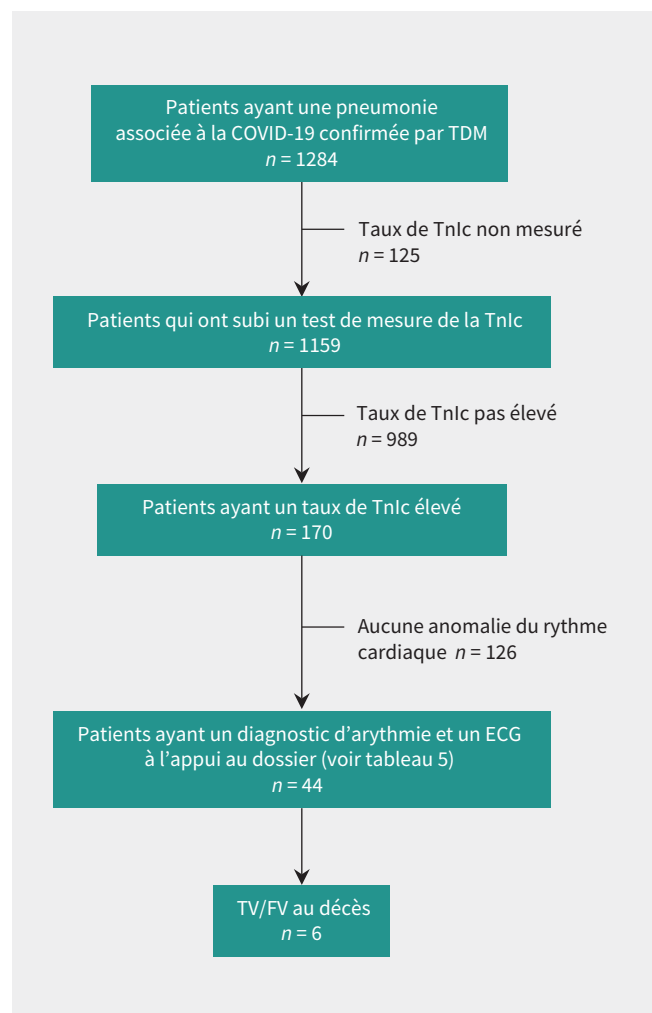 Patients ayant une pneumonie
associée à la COVID-19 confirmée par TDM
n = 1284
Taux de TnIc non mesuré
n = 125
Patients qui ont subi un test de mesure de la TnIc
n = 1159
Taux de TnIc pas élevé
n = 989
Patients ayant un taux de TnIc élevé
n = 170
Aucune anomalie du rythme
cardiaque n = 126
Patients ayant un diagnostic d’arythmie et un ECG
à l’appui au dossier (voir tableau 5)
n = 44
TV/FV au décès
n = 6